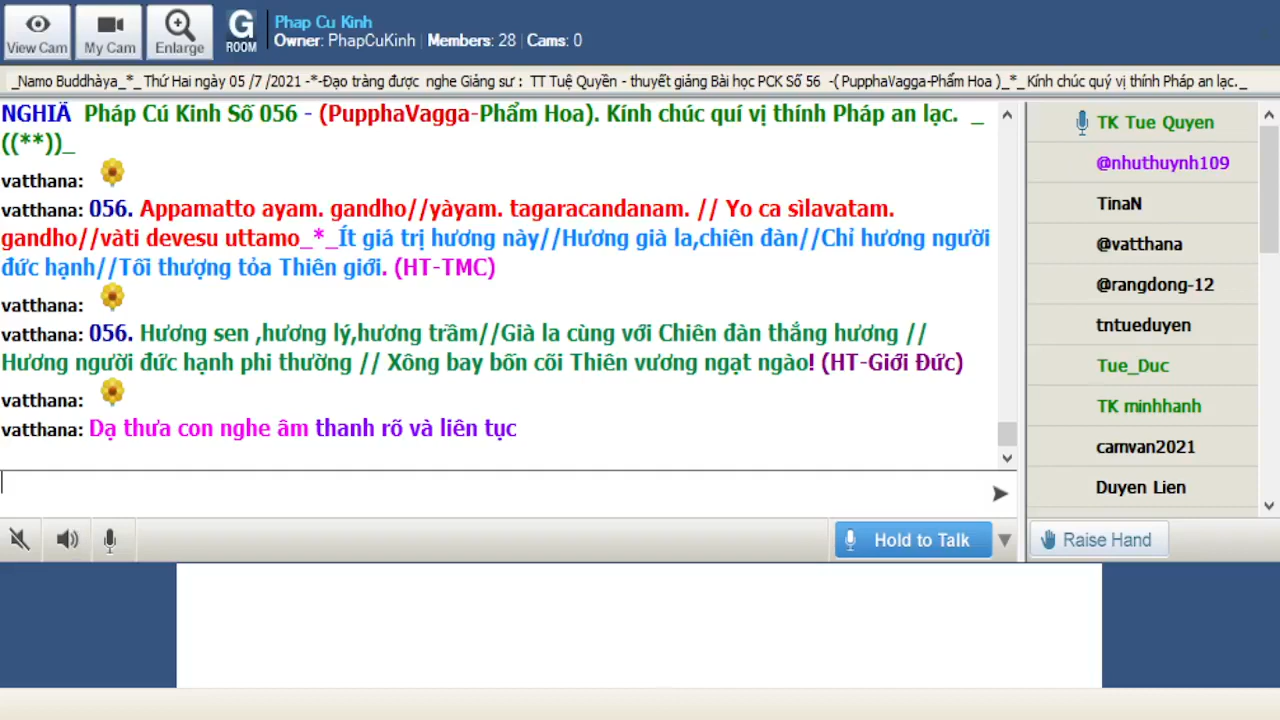 View Cam
My Cam
Enlarge
G
ROOM
Phap Cu Kinh
Owner: PhapCuKinh | Members: 28 | Cams: 0
_Namo Buddhàya_*_ Thứ Hai ngày 05 /7 /2021 -*-Đạo tràng được nghe Giảng sư : TT Tuệ Quyền - thuyết giảng Bài học PCK Số 56 -( PupphaVagga-Phẩm Hoa )_*_ Kính chúc quý vị thính Pháp an lạc._
NGHĨA Pháp Cú Kinh Số 056 - (PupphaVagga-Phẩm Hoa). Kính chúc quí vị thính Pháp an lạc. _
((**))_
vatthana:
vatthana: 056. Appamatto ayam. gandho//yàyam. tagaracandanam. // Yo ca sìlavatam.
gandho//vàti devesu uttamo_*_Ít giá trị hương này//Hương già la,chiên đàn//Chỉ hương người
đức hạnh//Tối thượng tỏa Thiên giới. (HT-TMC)
vatthana:
vatthana: 056. Hương sen ,hương lý,hương trầm//Già la cùng với Chiên đàn thắng hương //
Hương người đức hạnh phi thường // Xông bay bốn cõi Thiên vương ngạt ngào! (HT-Giới Đức)
vatthana:
vatthana: Dạ thưa con nghe âm thanh rõ và liên tục
TK Tue Quyen
@nhuthuynh109
TinaN
@vatthana
@rangdong-12
tntueduyen
Tue_Duc
TK minhhanh
camvan2021
Duyen Lien
Hold to Talk
Raise Hand